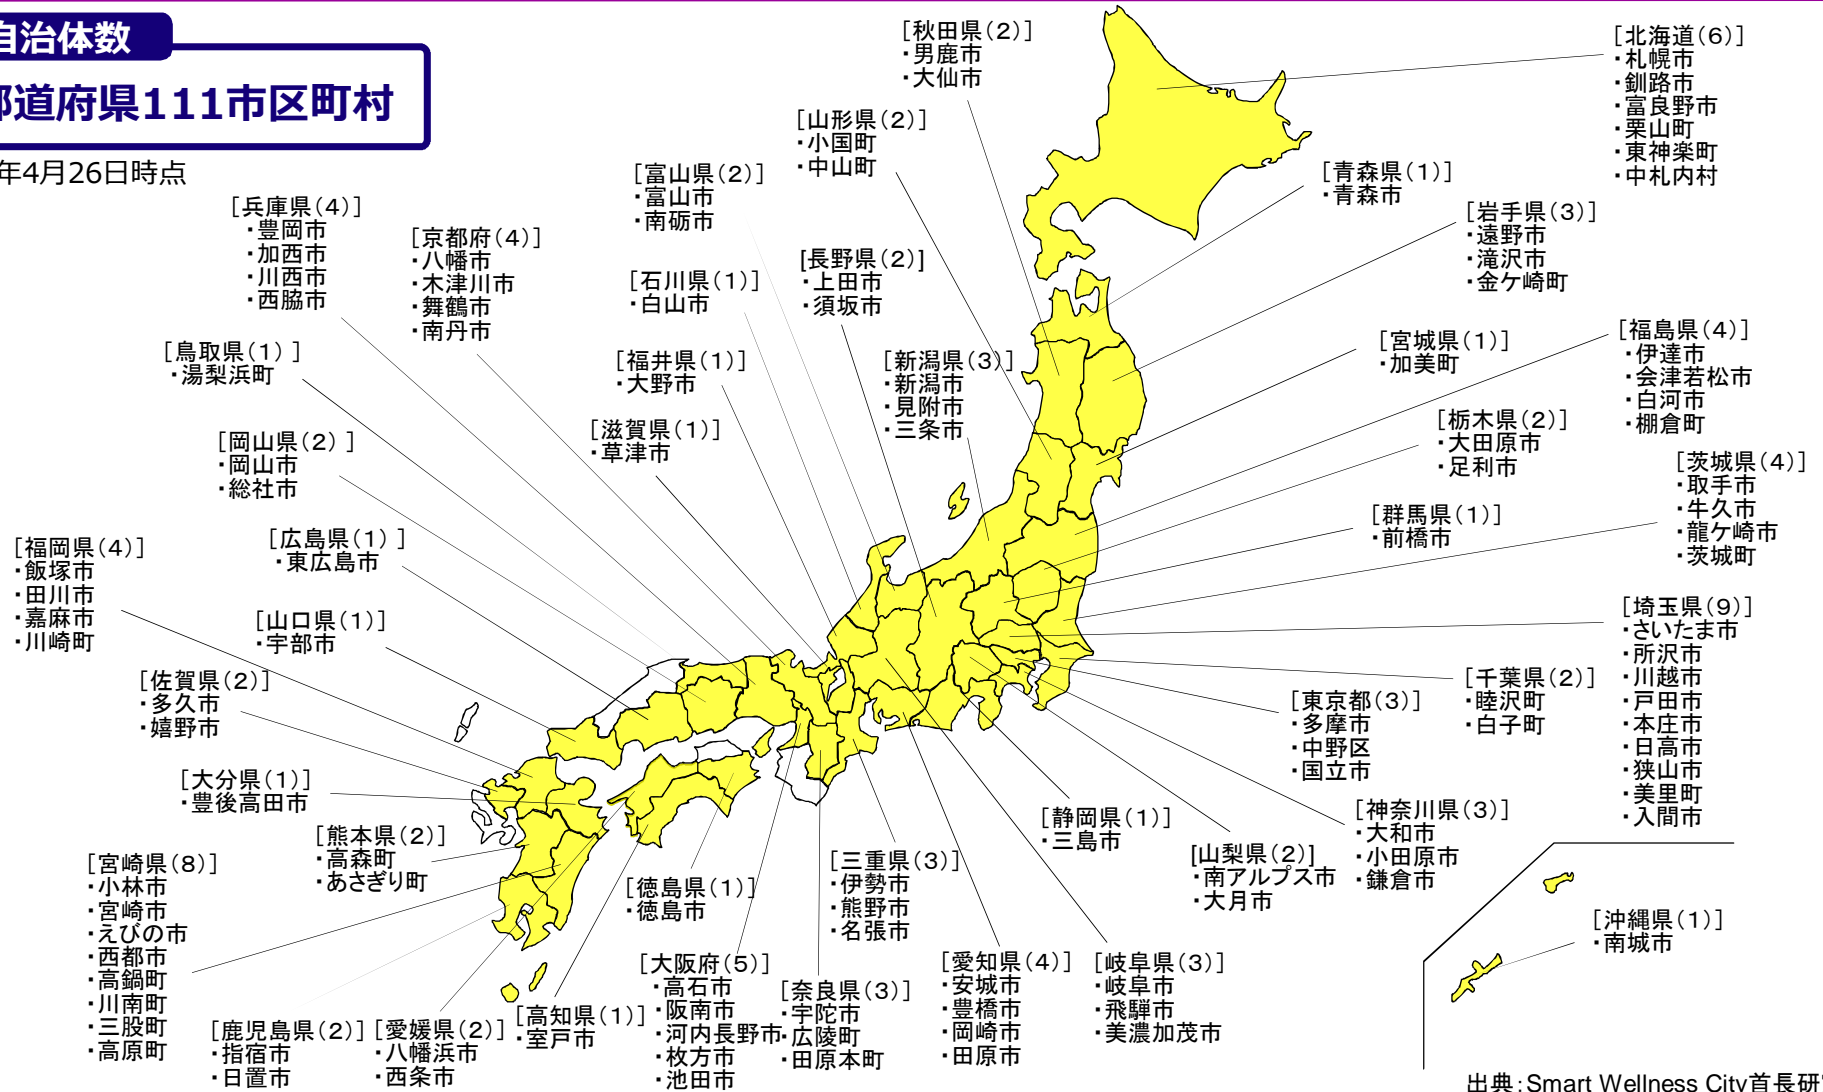 自治体数
都道府県111市区町村
年4月26日時点
[秋田県(2)]
・男鹿市
・大仙市
[北海道(6)]
・札幌市
・釧路市
・富良野市
・栗山町
・東神楽町
・中札内村
[山形県(2)]
・小国町
・中山町
[富山県(2)]
・富山市
・南砺市
[青森県(1)]
・青森市
[岩手県(3)]
・遠野市
・滝沢市
・金ケ崎町
[兵庫県(4)]
・豊岡市
・加西市
・川西市
・西脇市
[京都府(4)]
・八幡市
・木津川市
・舞鶴市
・南丹市
[石川県(1)]
・白山市
[長野県(2)]
・上田市
・須坂市
[鳥取県(1)]
・湯梨浜町
[福井県(1)]
・大野市
[新潟県(3)]
・新潟市
・見附市
・三条市
[宮城県(1)]
・加美町
[福島県(4)]
・伊達市
・会津若松市
・白河市
・棚倉町
[岡山県(2)]
・岡山市
・総社市
[滋賀県(1)]
・草津市
[栃木県(2)]
・大田原市
・足利市
[茨城県(4)]
・取手市
・牛久市
・龍ケ崎市
・茨城町
[福岡県(4)]
・飯塚市
・田川市
・嘉麻市
・川崎町
[広島県(1)]
・東広島市
[群馬県(1)]
・前橋市
[山口県(1)]
・宇部市
[埼玉県(9)]
・さいたま市
・所沢市
・川越市
・戸田市
・本庄市
・日高市
・狭山市
・美里町
・入間市
[佐賀県(2)]
・多久市
・嬉野市
[千葉県(2)]
・睦沢町
・白子町
[東京都(3)]
・多摩市
・中野区
・国立市
[大分県(1)]
・豊後高田市
[熊本県(2)]
・高森町
・あさぎり町
[静岡県(1)]
・三島市
[神奈川県(3)]
・大和市
・小田原市
・鎌倉市
[山梨県(2)]
・南アルプス市
・大月市
[宮崎県(8)]
・小林市
・宮崎市
・えびの市
・西都市
・高鍋町
・川南町
・三股町
・高原町
[徳島県(1)]
・徳島市
[三重県(3)]
・伊勢市
・熊野市
・名張市
[沖縄県(1)]
・南城市
[鹿児島県(2)]
・指宿市
・日置市
[愛媛県(2)]
・八幡浜市
・西条市
[高知県(1)]
・室戸市
[大阪府(5)]
・高石市
・阪南市
・河内長野市
・枚方市
・池田市
[奈良県(3)]
・宇陀市
・広陵町
・田原本町
[愛知県(4)]
・安城市
・豊橋市
・岡崎市
・田原市
[岐阜県(3)]
・岐阜市
・飛騨市
・美濃加茂市
出典:Smart Wellness City首長研